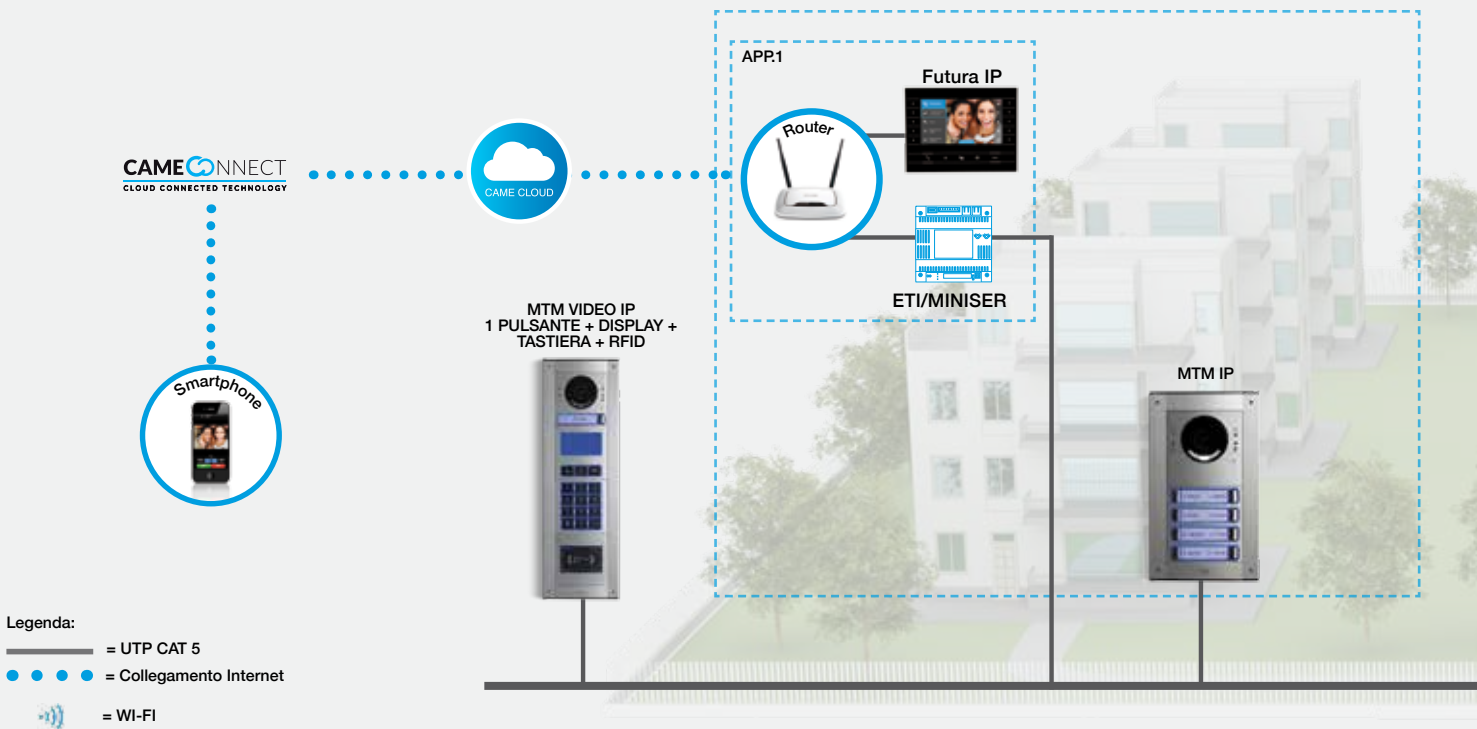 APP.1
Futura IP
Router
CAMECONNECT
CLOUD CONNECTED TECHNOLOGY
CAME CLOUD
ETI/MINISER
MTM VIDEO IP
1 PULSANTE + DISPLAY +
TASTIERA + RFID
Smartphone
MTM IP
Legenda:
= UTP CAT 5
= Collegamento Internet
= WI-FI